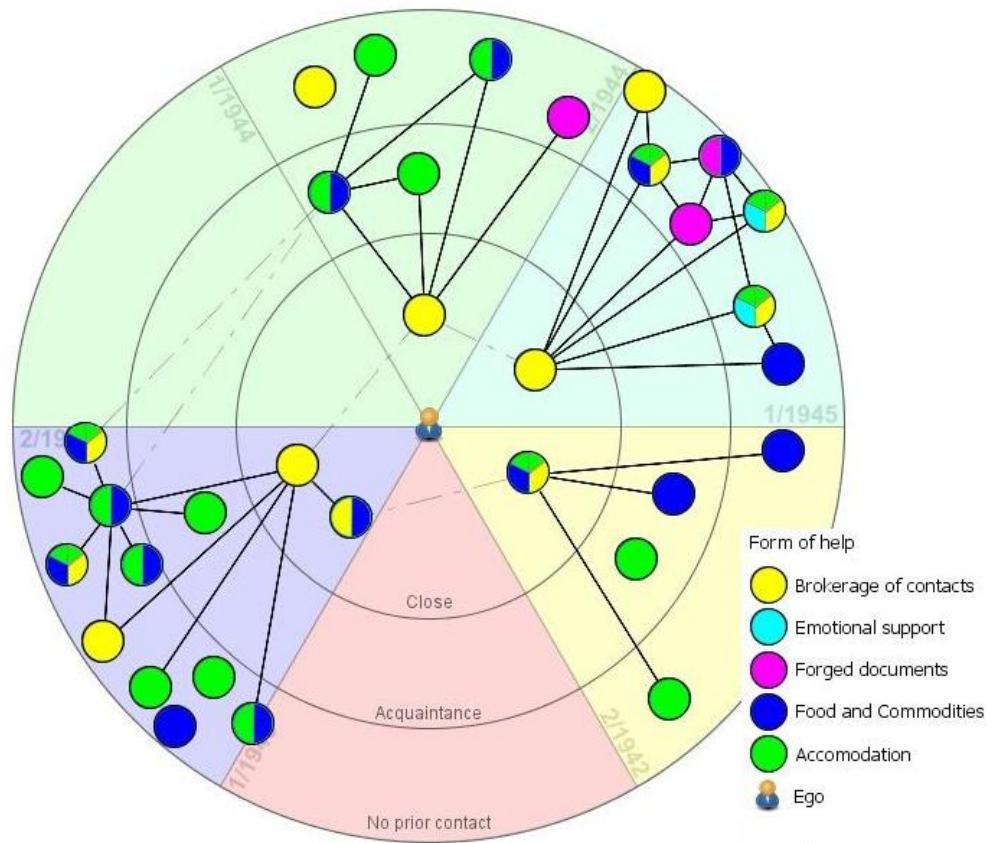 1/1944
2/1944
1/1945
2/19
Close
Acquaintance
1/19
2/1942
No prior contact
Form of help
Brokerage of contacts
Emotional support
Forged documents
Food and Commodities
Accomodation
Ego